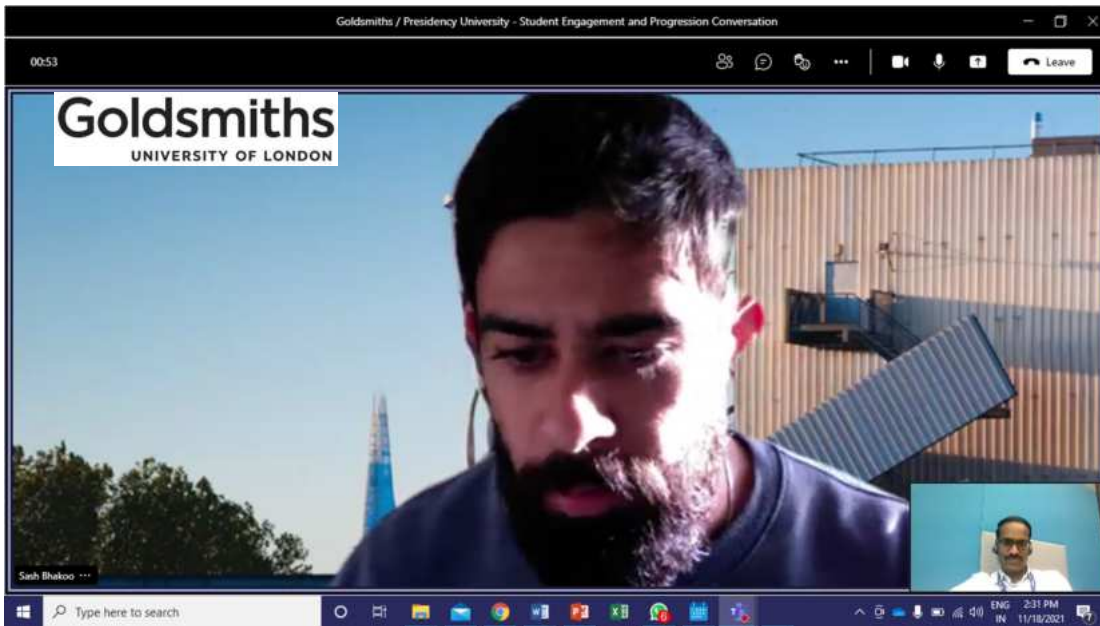 Goldsmiths / Presidency University - Student Engagement and Progression Conversation
00:53
Leave
Goldsmiths
UNIVERSITY OF LONDON
Sash Bhakoo
Type here to search
ENG
IN
2:31 PM
11/18/2021